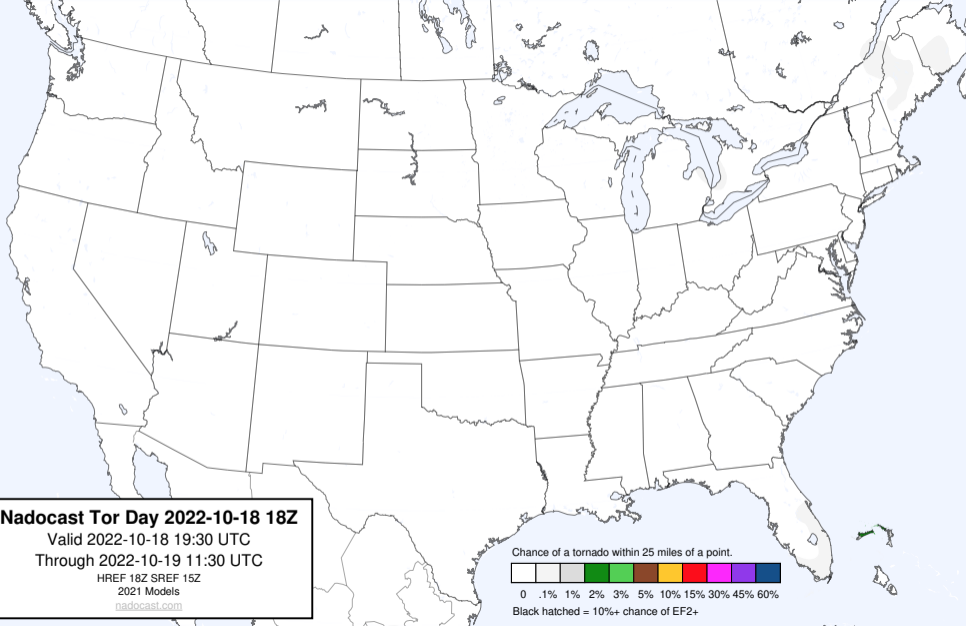 Nadocast Tor Day 2022-10-18 18Z
Valid 2022-10-18 19:30 UTC
Through 2022-10-19 11:30 UTC
HREF 18Z SREF 15Z
2021 Models
nadocast.com
Chance of a tornado within 25 miles of a point.
0 .1% 1% 2% 3% 5% 10% 15% 30% 45% 60%
Black hatched = 10%+ chance of EF2+